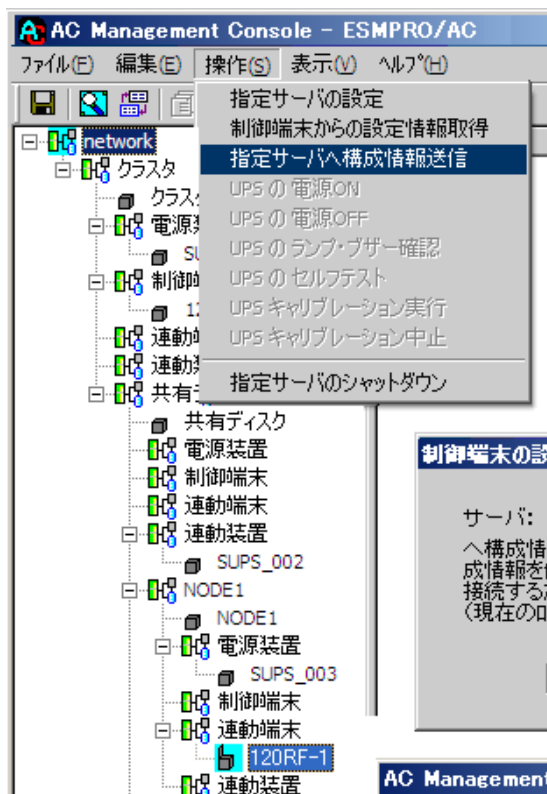 AC Management Console - ESMPRO/AC
ファイル(F) 編集(E) 操作(S) 表示(V) ヘルプ(H)
指定サーバの設定
制御端末からの設定情報取得
指定サーバへ構成情報送信
UPS の 電源ON
UPS の 電源OFF
UPS の ランプ・ブザー確認
UPS の セルフテスト
UPS キャリブレーション実行
UPS キャリブレーション中止
指定サーバのシャットダウン
network
クラスタ
クラス
電源
制御
連動
連動
共有
共有ディスク
電源装置
制御端末
連動端末
連動装置
SUPS_002
NODE1
NODE1
電源装置
SUPS_003
制御端末
連動端末
120RF-1
連動装置
制御端末の設
サーバ:
へ構成情
成情報を
接続する
(現在の
AC Management